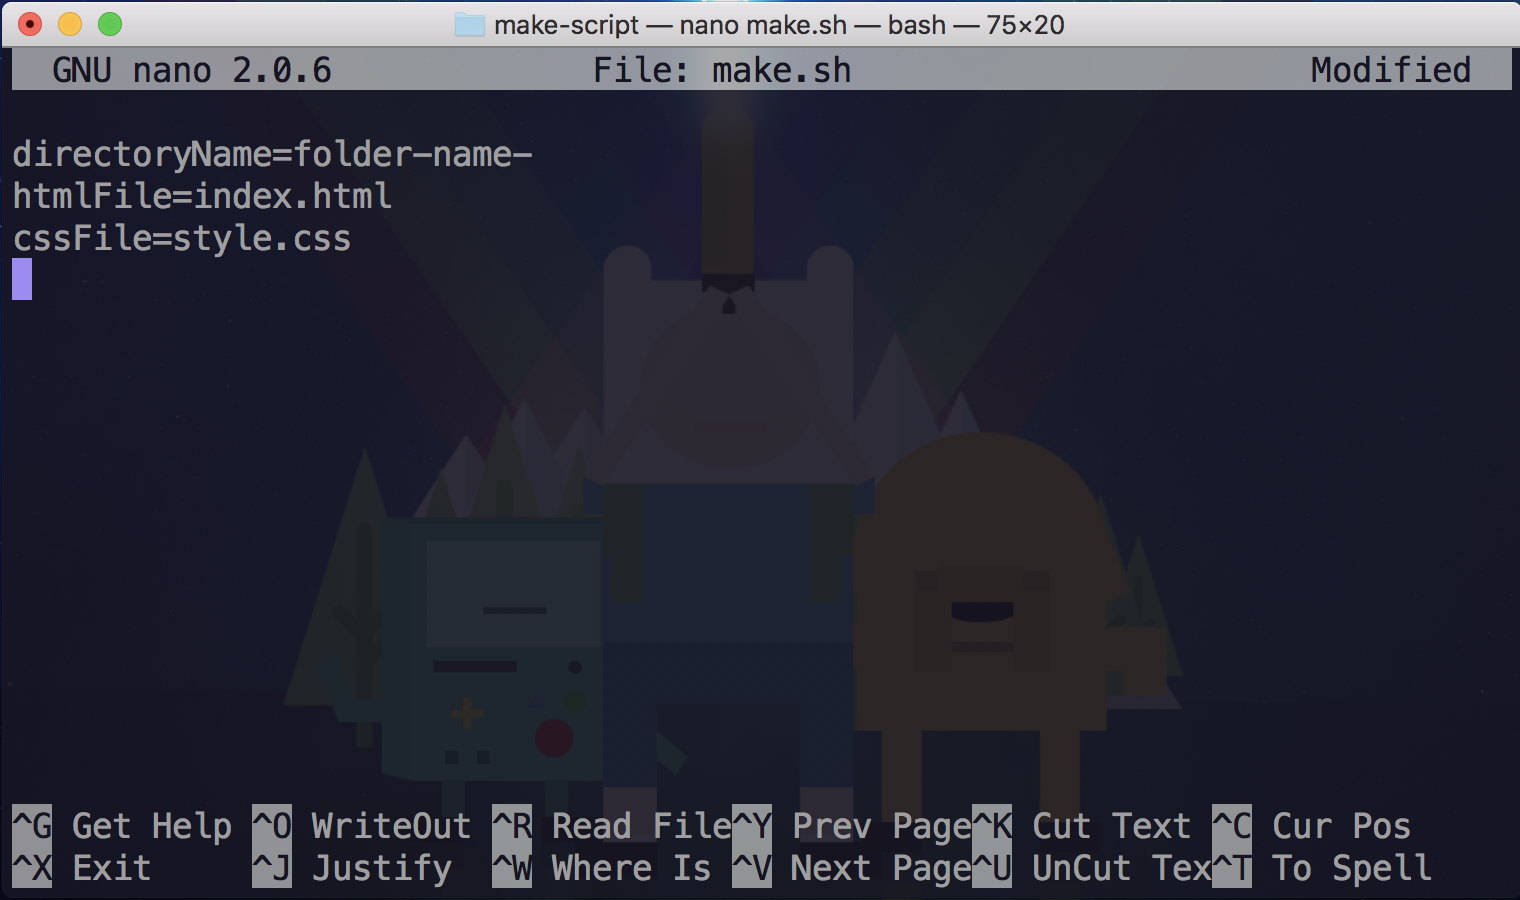 make-script — nano make.sh — bash — 75×20
GNU nano 2.0.6 File: make.sh Modified
directoryName=folder-name-
htmlFile=index.html
cssFile=style.css
^G Get Help ^O WriteOut ^R Read File ^Y Prev Page ^K Cut Text ^C Cur Pos
^X Exit ^J Justify ^W Where Is ^V Next Page ^U UnCut Tex ^T To Spell